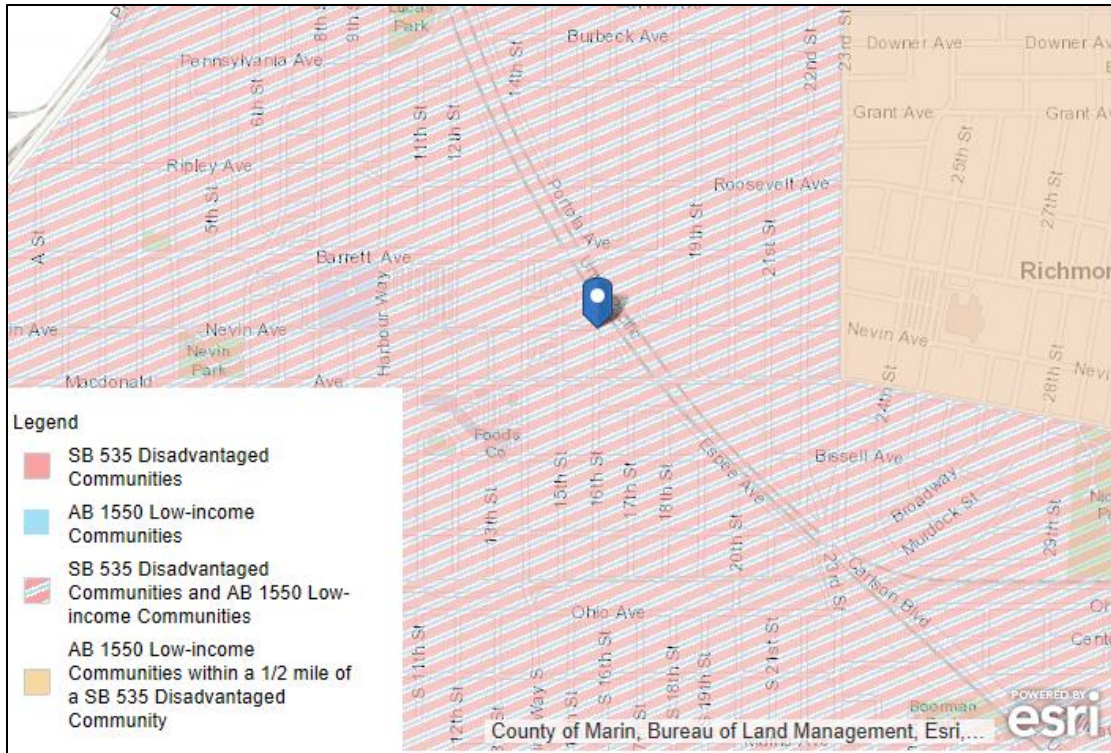 Lucas
Park
Burbeck Ave
8th St
9th St
14th St
22nd St
23rd St
Downer Ave
Downer Av
Pennsylvania Ave
6th St
11th St
12th St
Grant Ave
Grant Av
25th St
27th St
Ripley Ave
5th St
Portola Ave
Roosevelt Ave
19th St
21st St
A St
Barrett Ave
Harbour Way
Richmon
Nevin Ave
Nevin
Park
Nevin Ave
Nevi
Macdonald Ave
24th St
28th St
Foods
Co
15th St
16th St
17th St
18th St
13th St
Espee Ave
Bissell Ave
Broadway
Murdock St
29th St
20th St
23rd St
Carlson Blvd
Ohio Ave
S 11th St
12th St
S 16th St
S 18th St
S 19th St
S 21st St
Booman
Legend
SB 535 Disadvantaged
Communities
AB 1550 Low-income
Communities
SB 535 Disadvantaged
Communities and AB 1550 Low-
income Communities
AB 1550 Low-income
Communities within a 1/2 mile of
a SB 535 Disadvantaged
Community
County of Marin, Bureau of Land Management, Esri,...
POWERED BY
esri